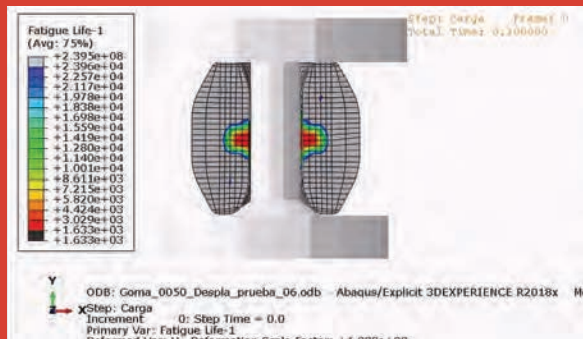 Fatigue Life-1
(Avg: 75%)
+2.395e+08
+2.396e+04
+2.257e+04
+2.117e+04
+1.978e+04
+1.838e+04
+1.698e+04
+1.559e+04
+1.419e+04
+1.280e+04
+1.140e+04
+1.001e+04
+8.611e+03
+7.215e+03
+5.820e+03
+4.424e+03
+3.029e+03
+1.633e+03
+1.633e+03
Step: Carga Frame: 0
Total Time: 0.300000
Y
Z
X
ODB: Goma_0050_Despla_prueba_06.odb Abaqus/Explicit 3DEXPERIENCE R2018x
Step: Carga
Increment 0: Step Time = 0.0
Primary Var: Fatigue Life-1